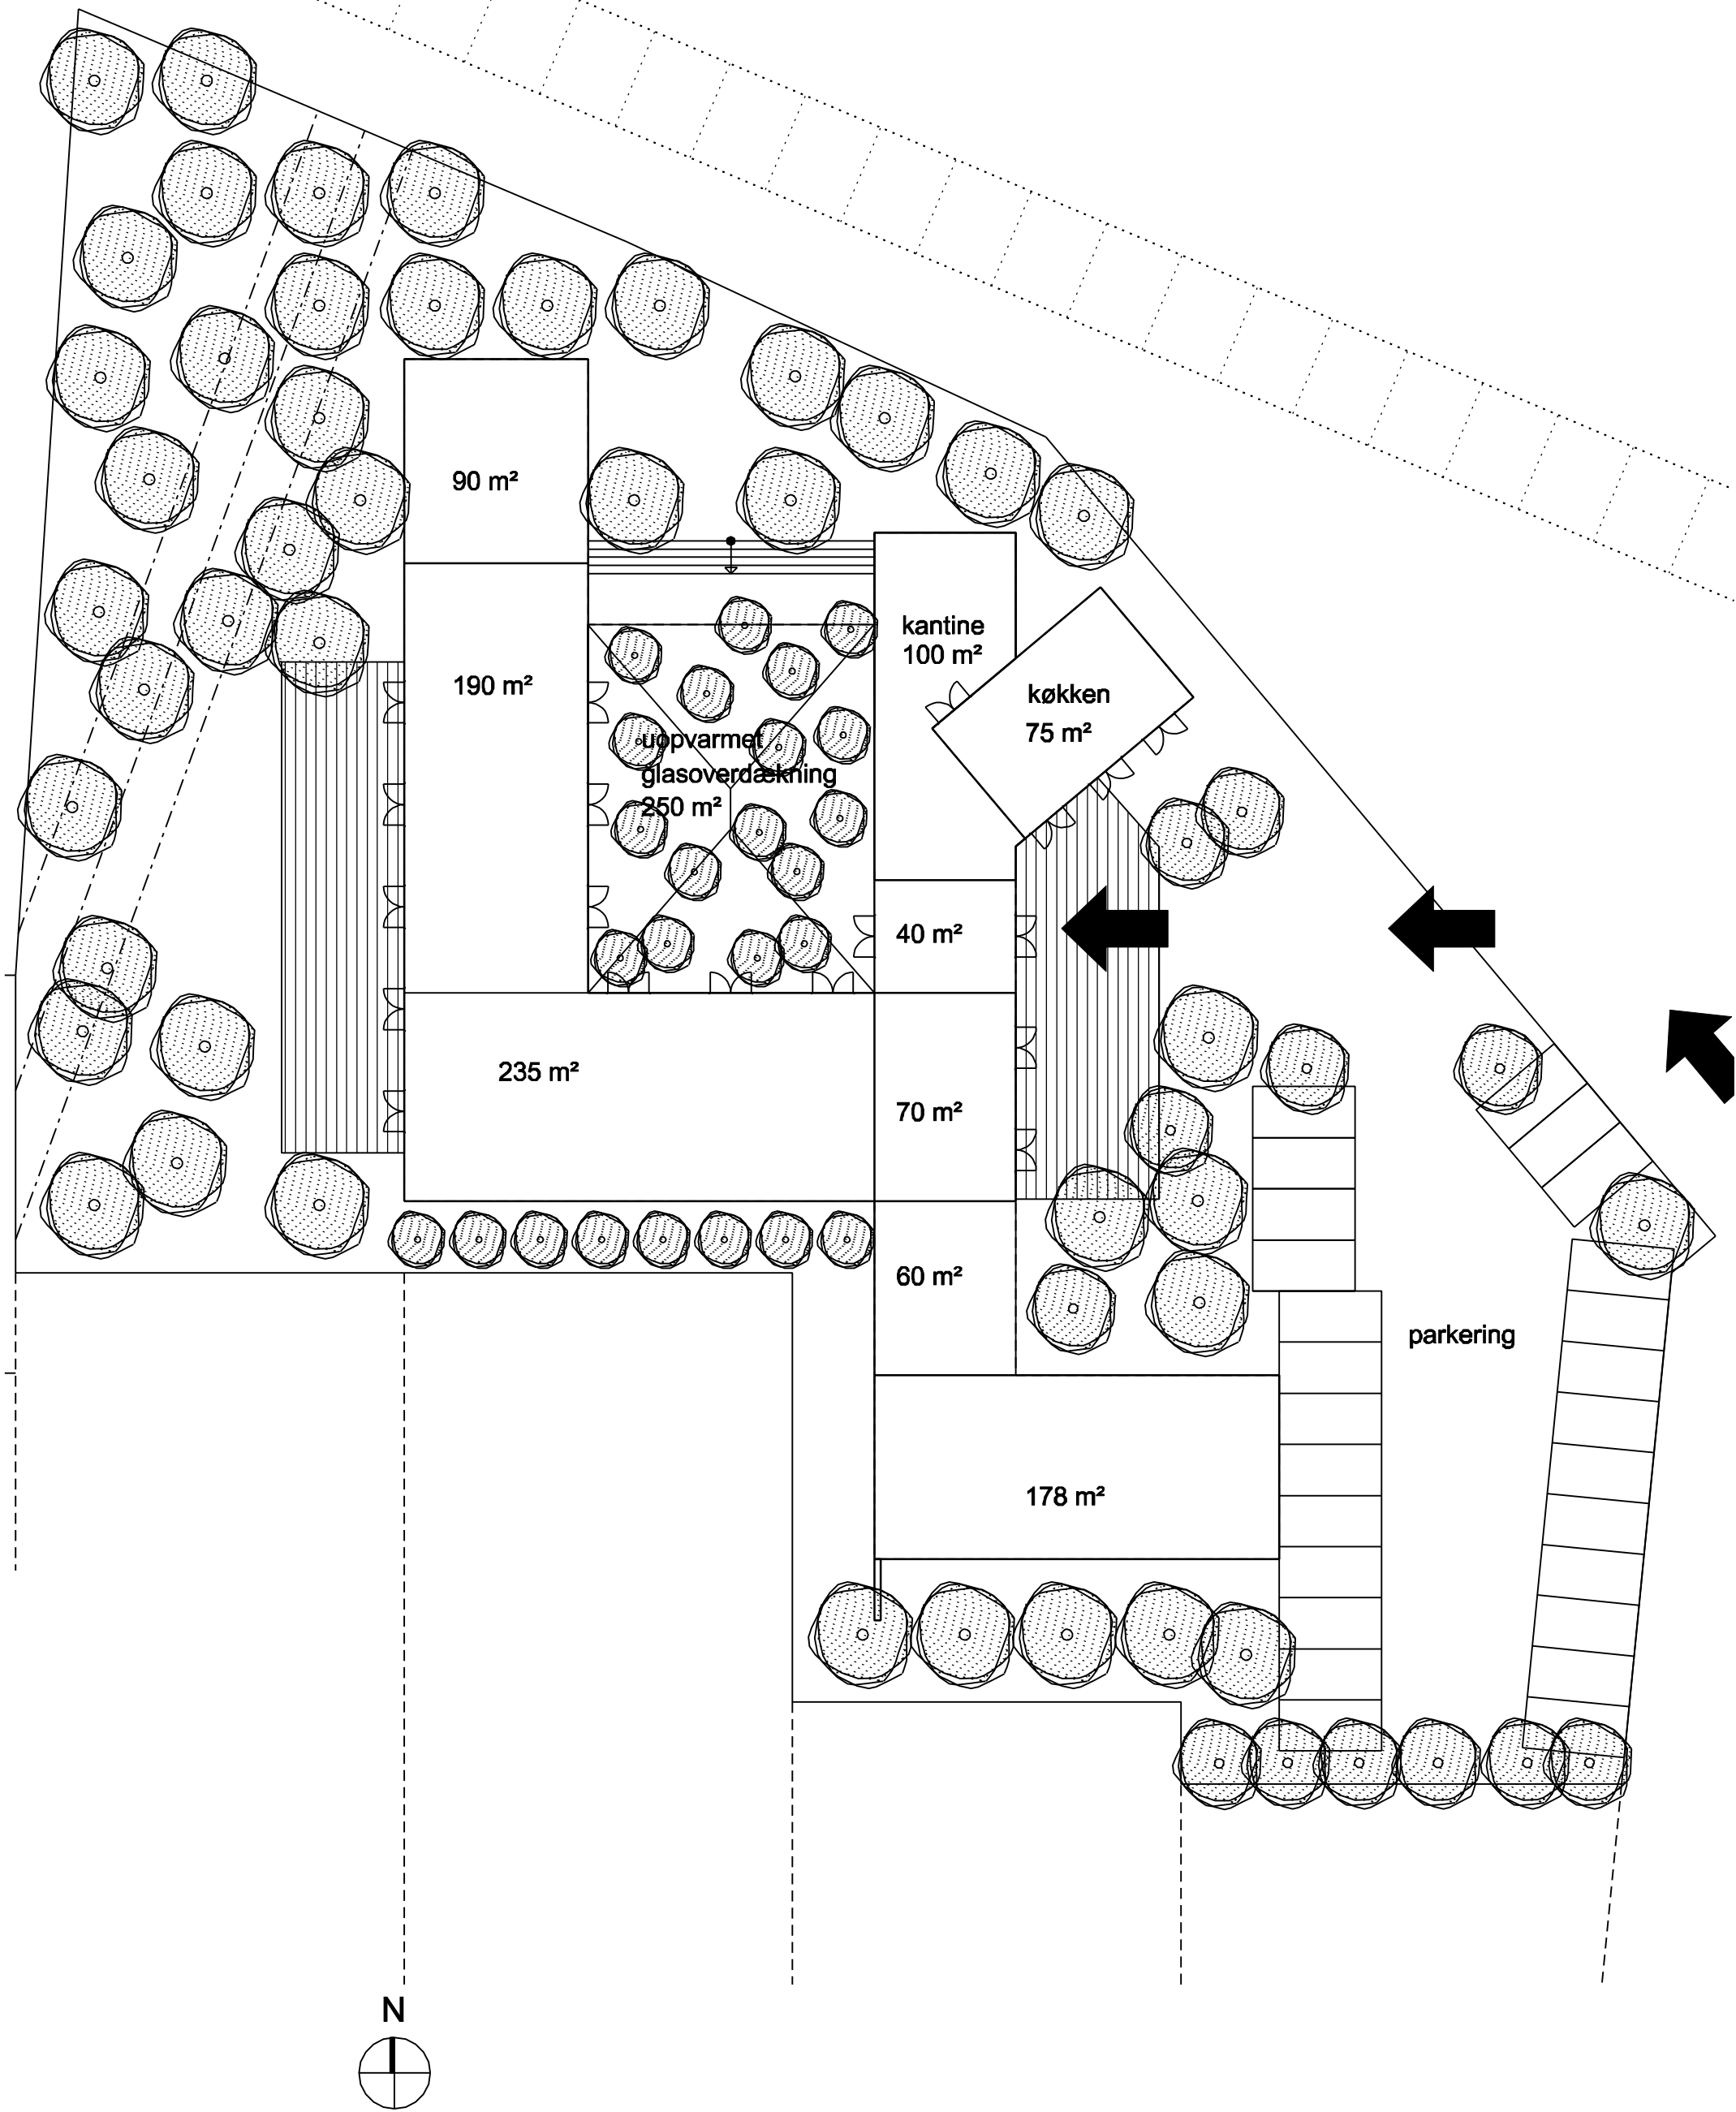 90 m²
kantine
100 m²
190 m²
køkken
75 m²
uopvarmet
glasoverdækning
250 m²
40 m²
235 m²
70 m²
60 m²
parkering
178 m²
N